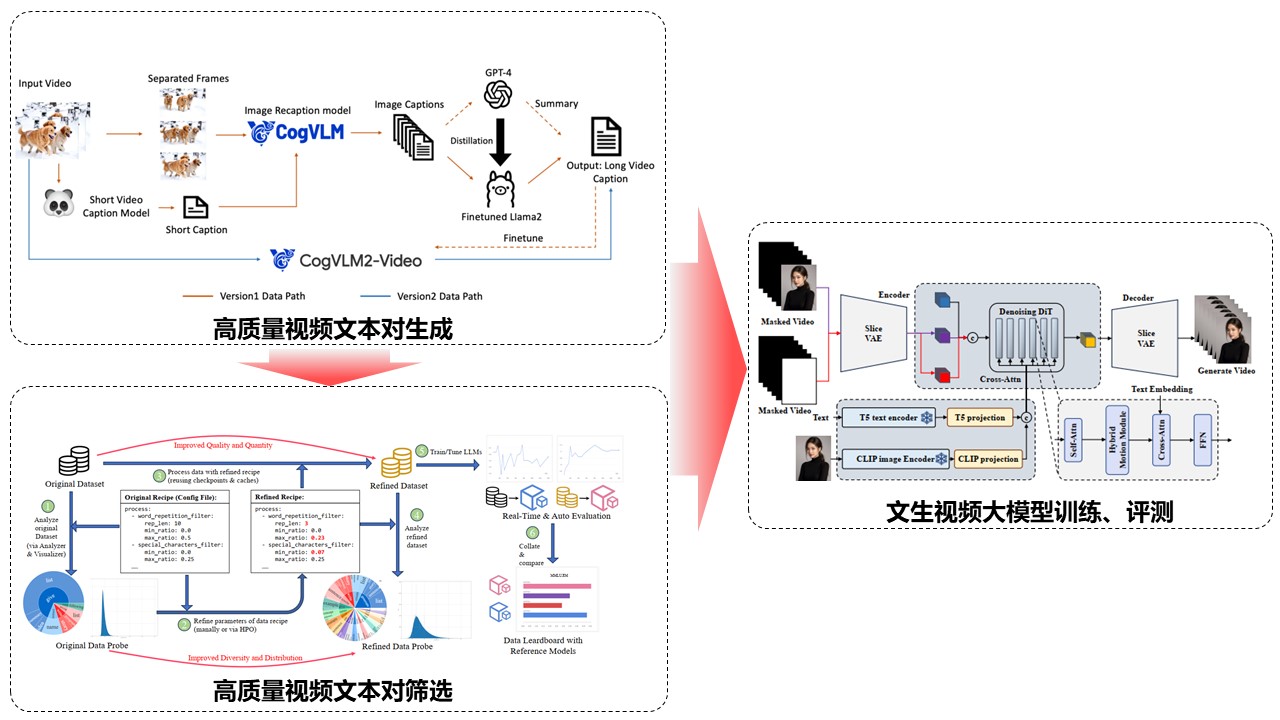 Input Video
Separated Frames
Image Recaption model
CogVLM
Image Captions
GPT-4
Summary
Distillation
Output: Long Video
Caption
Finetuned Llama2
Short Video
Caption Model
Short Caption
Finetune
CogVLM2-Video
Version1 Data Path
Version2 Data Path
高质量视频文本对生成
Improved Quality and Quantity
Original Dataset
3
Process data with refined recipe
(reusing checkpoints & caches)
Refined Dataset
5
Train/Tune LLMs
1
Analyze
original
Dataset
(via Analyzer
& Visualizer)
Original Recipe (Config File):
process:
- word_repetition_filter:
rep_len: 10
min_ratio: 0.0
max_ratio: 0.5
- special_characters_filter:
min_ratio: 0.0
max_ratio: 0.25
……
Refined Recipe:
process:
- word_repetition_filter:
rep_len: 3
min_ratio: 0.0
max_ratio: 0.23
- special_characters_filter:
min_ratio: 0.07
max_ratio: 0.25
……
4
Analyze
refined
dataset
Real-Time & Auto Evaluation
6
Collate
&
compare
2
Refine parameters of data recipe
(manally or via HPO)
list
give
name
list
Original Data Probe
Refined Data Probe
Improved Diversity and Distribution
Data Leardboard with
Reference Models
高质量视频文本对筛选
Masked Video
Masked Video
Encoder
Slice
VAE
c
Denoising DiT
Cross-Attn
Decoder
Slice
VAE
Generate Video
Text
T5 text encoder
T5 projection
c
CLIP image Encoder
CLIP projection
Text Embedding
Self-Attn
Hybrid
Motion Module
Cross-Attn
FFN
文生视频大模型训练、评测